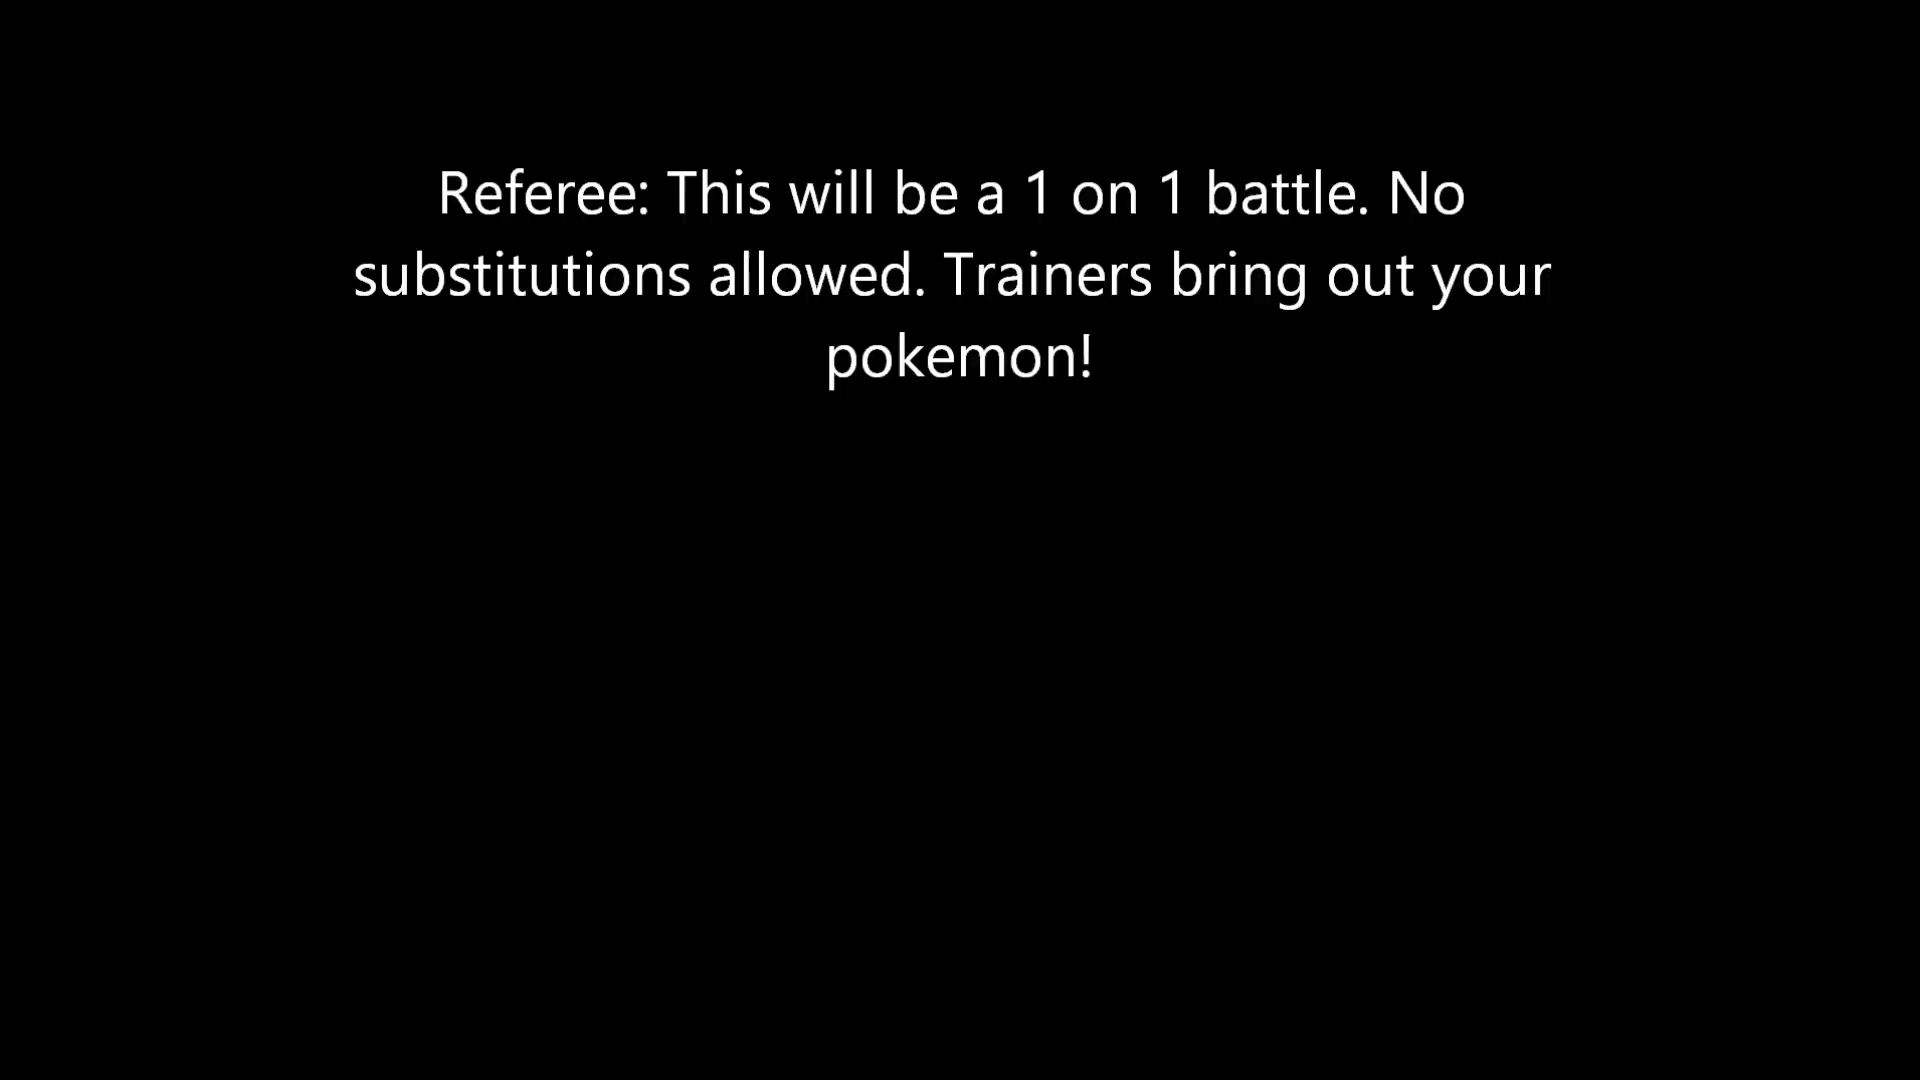 Referee: This will be a 1 on 1 battle. No
substitutions allowed. Trainers bring out your
pokemon!